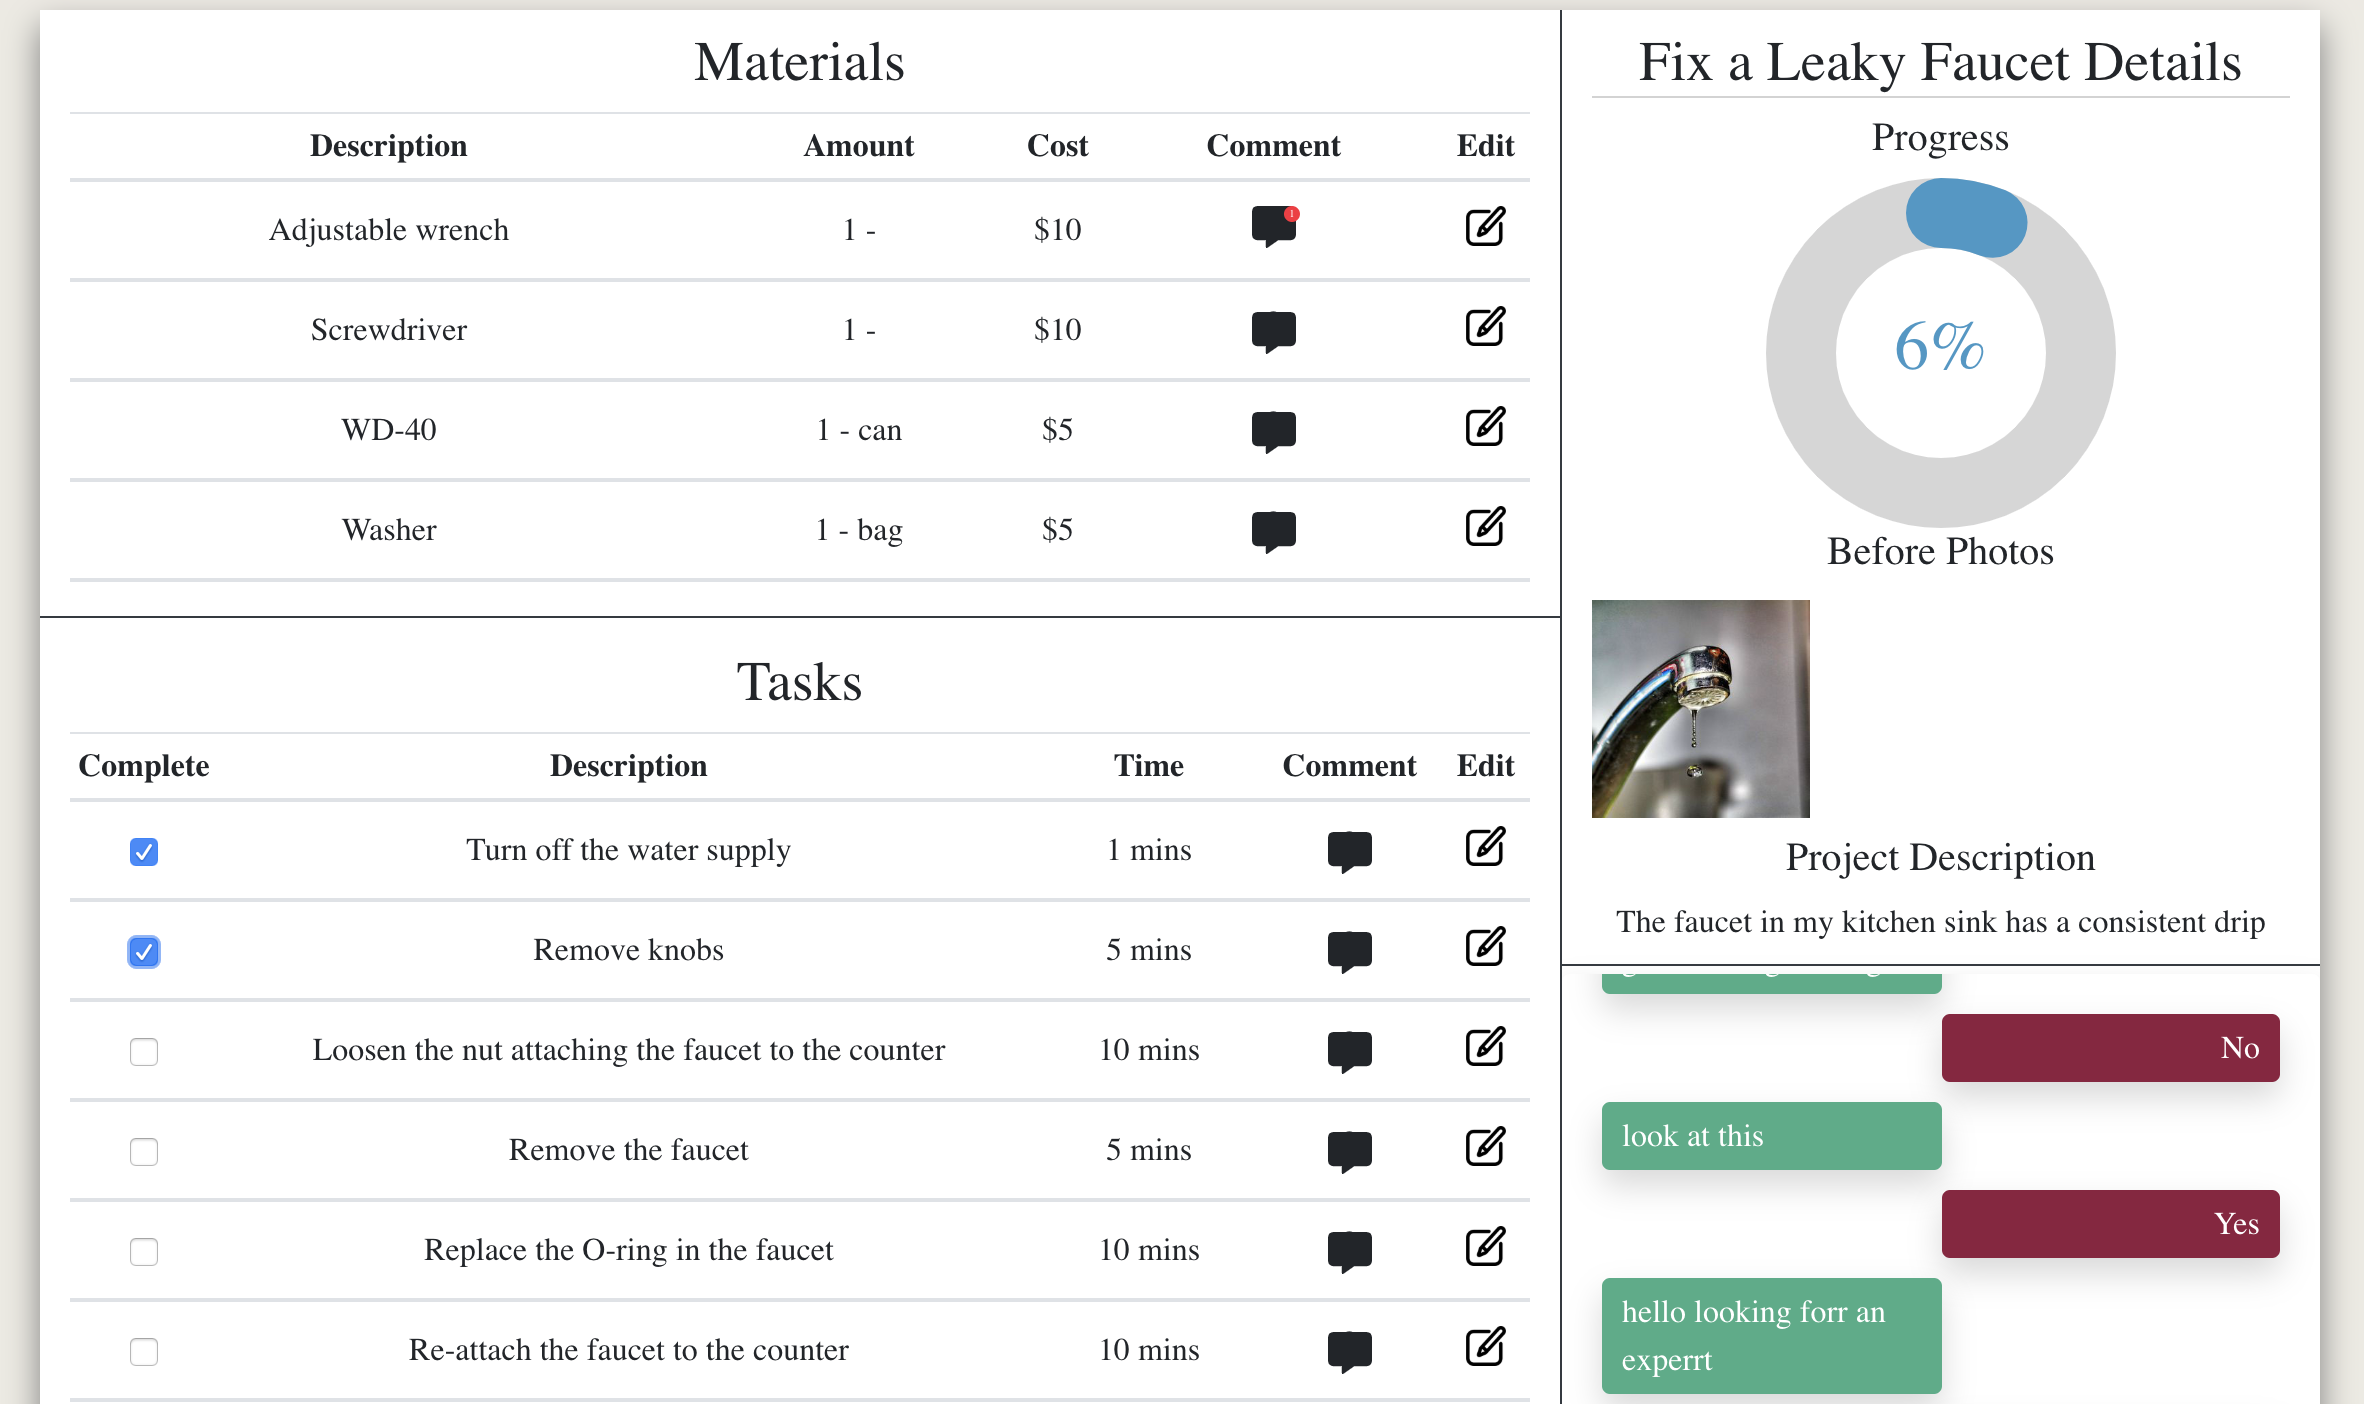 Materials
Description Amount Cost Comment Edit
Adjustable wrench 1 - $10 1
Screwdriver 1 - $10
WD-40 1 - can $5
Washer 1 - bag $5
Tasks
Complete Description Time Comment Edit
Turn off the water supply 1 mins
Remove knobs 5 mins
Loosen the nut attaching the faucet to the counter 10 mins
Remove the faucet 5 mins
Replace the O-ring in the faucet 10 mins
Re-attach the faucet to the counter 10 mins
Fix a Leaky Faucet Details
Progress
6%
Before Photos
Project Description
The faucet in my kitchen sink has a consistent drip
No
look at this
Yes
hello looking forr an
experrt